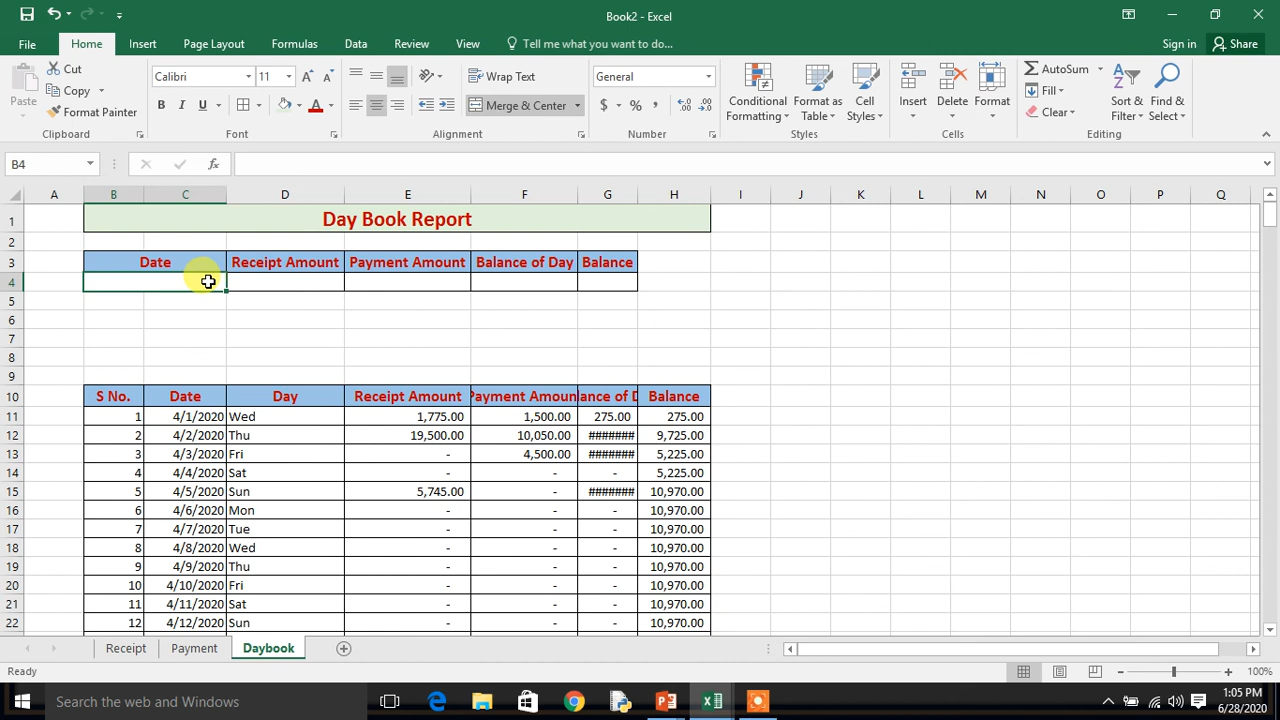 Book2 - Excel
File Home Insert Page Layout Formulas Data Review View Tell me what you want to do... Sign in Share
Paste Cut Copy Format Painter Clipboard
Calibri 11 B I U A A A Font
Wrap Text Merge & Center Alignment
General $ % , Number
Conditional Formatting Format as Table Cell Styles Styles
Insert Delete Format Cells
AutoSum Fill Clear Sort & Filter Find & Select Editing
B4 fx
A B C D E F G H I J K L M N O P Q
1 Day Book Report
2
3 Date Receipt Amount Payment Amount Balance of Day Balance
4
5
6
7
8
9
10 S No. Date Day Receipt Amount Payment Amoun lance of D Balance
11 1 4/1/2020 Wed 1,775.00 1,500.00 275.00 275.00
12 2 4/2/2020 Thu 19,500.00 10,050.00 ####### 9,725.00
13 3 4/3/2020 Fri - 4,500.00 ####### 5,225.00
14 4 4/4/2020 Sat - - - 5,225.00
15 5 4/5/2020 Sun 5,745.00 - ####### 10,970.00
16 6 4/6/2020 Mon - - - 10,970.00
17 7 4/7/2020 Tue - - - 10,970.00
18 8 4/8/2020 Wed - - - 10,970.00
19 9 4/9/2020 Thu - - - 10,970.00
20 10 4/10/2020 Fri - - - 10,970.00
21 11 4/11/2020 Sat - - - 10,970.00
22 12 4/12/2020 Sun - - - 10,970.00
Receipt Payment Daybook
Ready 100%
Search the web and Windows
1:05 PM
6/28/2020